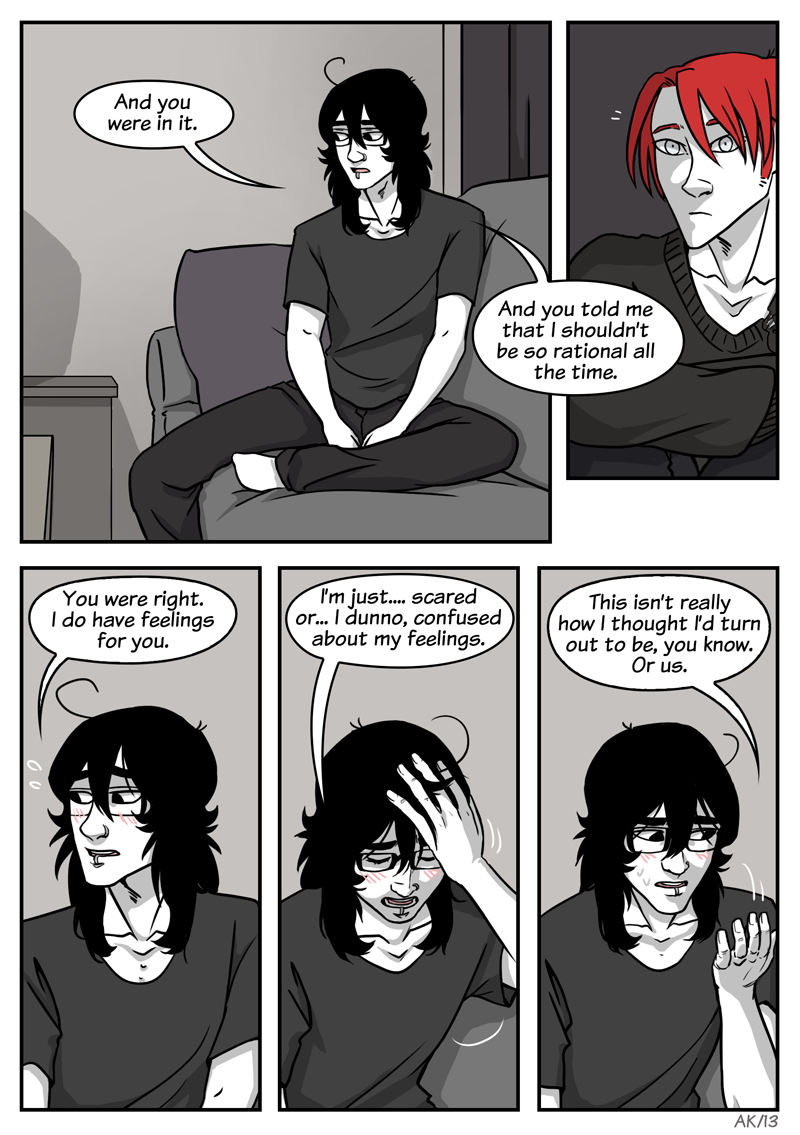 And you
were in it.
And you told me
that I shouldn't
be so rational all
the time.
You were right.
I do have feelings
for you.
I'm just.... scared
or... I dunno, confused
about my feelings.
This isn't really
how I thought I'd turn
out to be, you know.
Or us.
AK/13